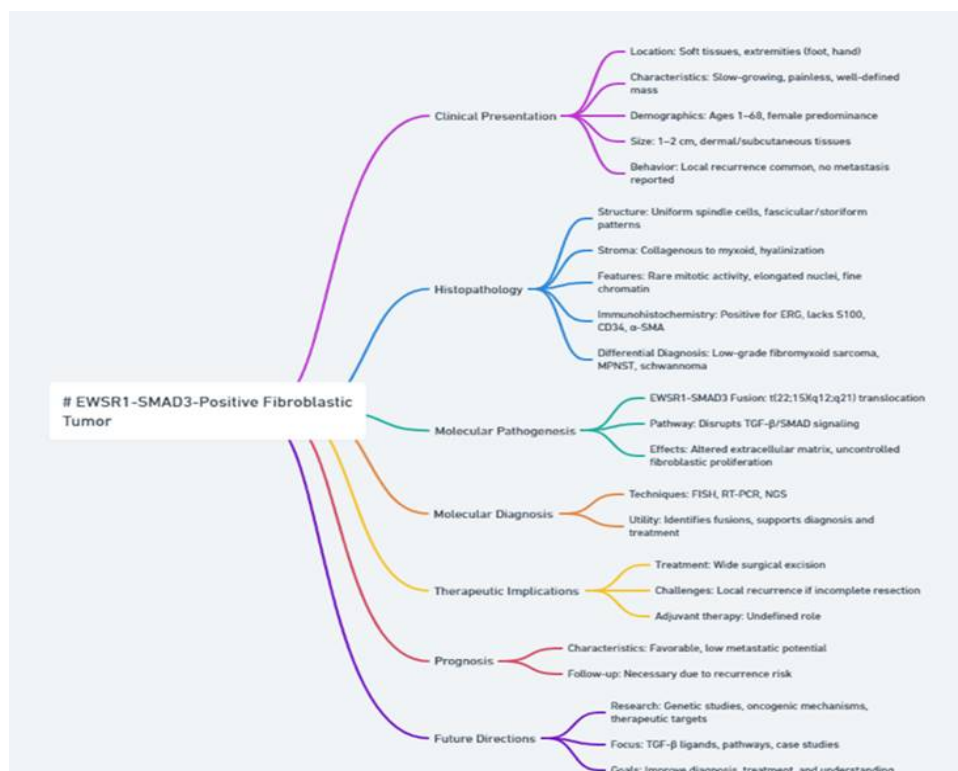 Location: Soft tissues, extremities (foot, hand)
Characteristics: Slow-growing, painless, well-defined
mass
Clinical Presentation
Demographics: Ages 1–68, female predominance
Size: 1–2 cm, dermal/subcutaneous tissues
Behavior: Local recurrence common, no metastasis
reported
Structure: Uniform spindle cells, fascicular/storiform
patterns
Stroma: Collagenous to myxoid, hyalinization
Features: Rare mitotic activity, elongated nuclei, fine
chromatin
Histopathology
Immunohistochemistry: Positive for ERG, lacks S100,
CD34, α-SMA
Differential Diagnosis: Low-grade fibromyxoid sarcoma,
MPNST, schwannoma
# EWSR1-SMAD3-Positive Fibroblastic
Tumor
EWSR1-SMAD3 Fusion: t(22;15)(q12;q21) translocation
Molecular Pathogenesis
Pathway: Disrupts TGF-β/SMAD signaling
Effects: Altered extracellular matrix, uncontrolled
fibroblastic proliferation
Techniques: FISH, RT-PCR, NGS
Molecular Diagnosis
Utility: Identifies fusions, supports diagnosis and
treatment
Treatment: Wide surgical excision
Therapeutic Implications
Challenges: Local recurrence if incomplete resection
Adjuvant therapy: Undefined role
Characteristics: Favorable, low metastatic potential
Prognosis
Follow-up: Necessary due to recurrence risk
Research: Genetic studies, oncogenic mechanisms,
therapeutic targets
Future Directions
Focus: TGF-β ligands, pathways, case studies
Goals: Improve diagnosis, treatment, and understanding